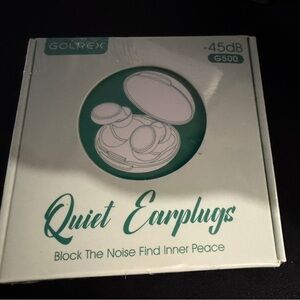 GOLREX
-45dB
G500
Quiet Earplugs
Block The Noise Find Inner Peace